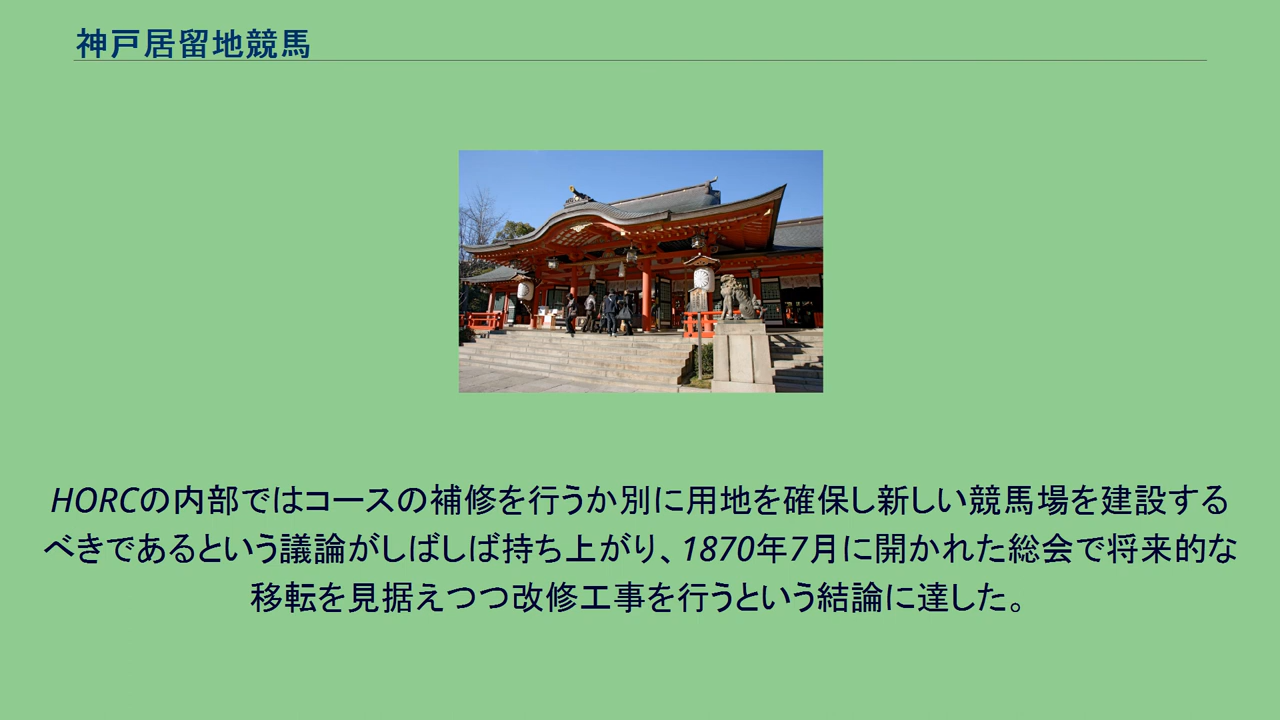 神戸居留地競馬
HORCの内部ではコースの補修を行うか別に用地を確保し新しい競馬場を建設する
べきであるという議論がしばしば持ち上がり、1870年7月に開かれた総会で将来的な
移転を見据えつつ改修工事を行うという結論に達した。